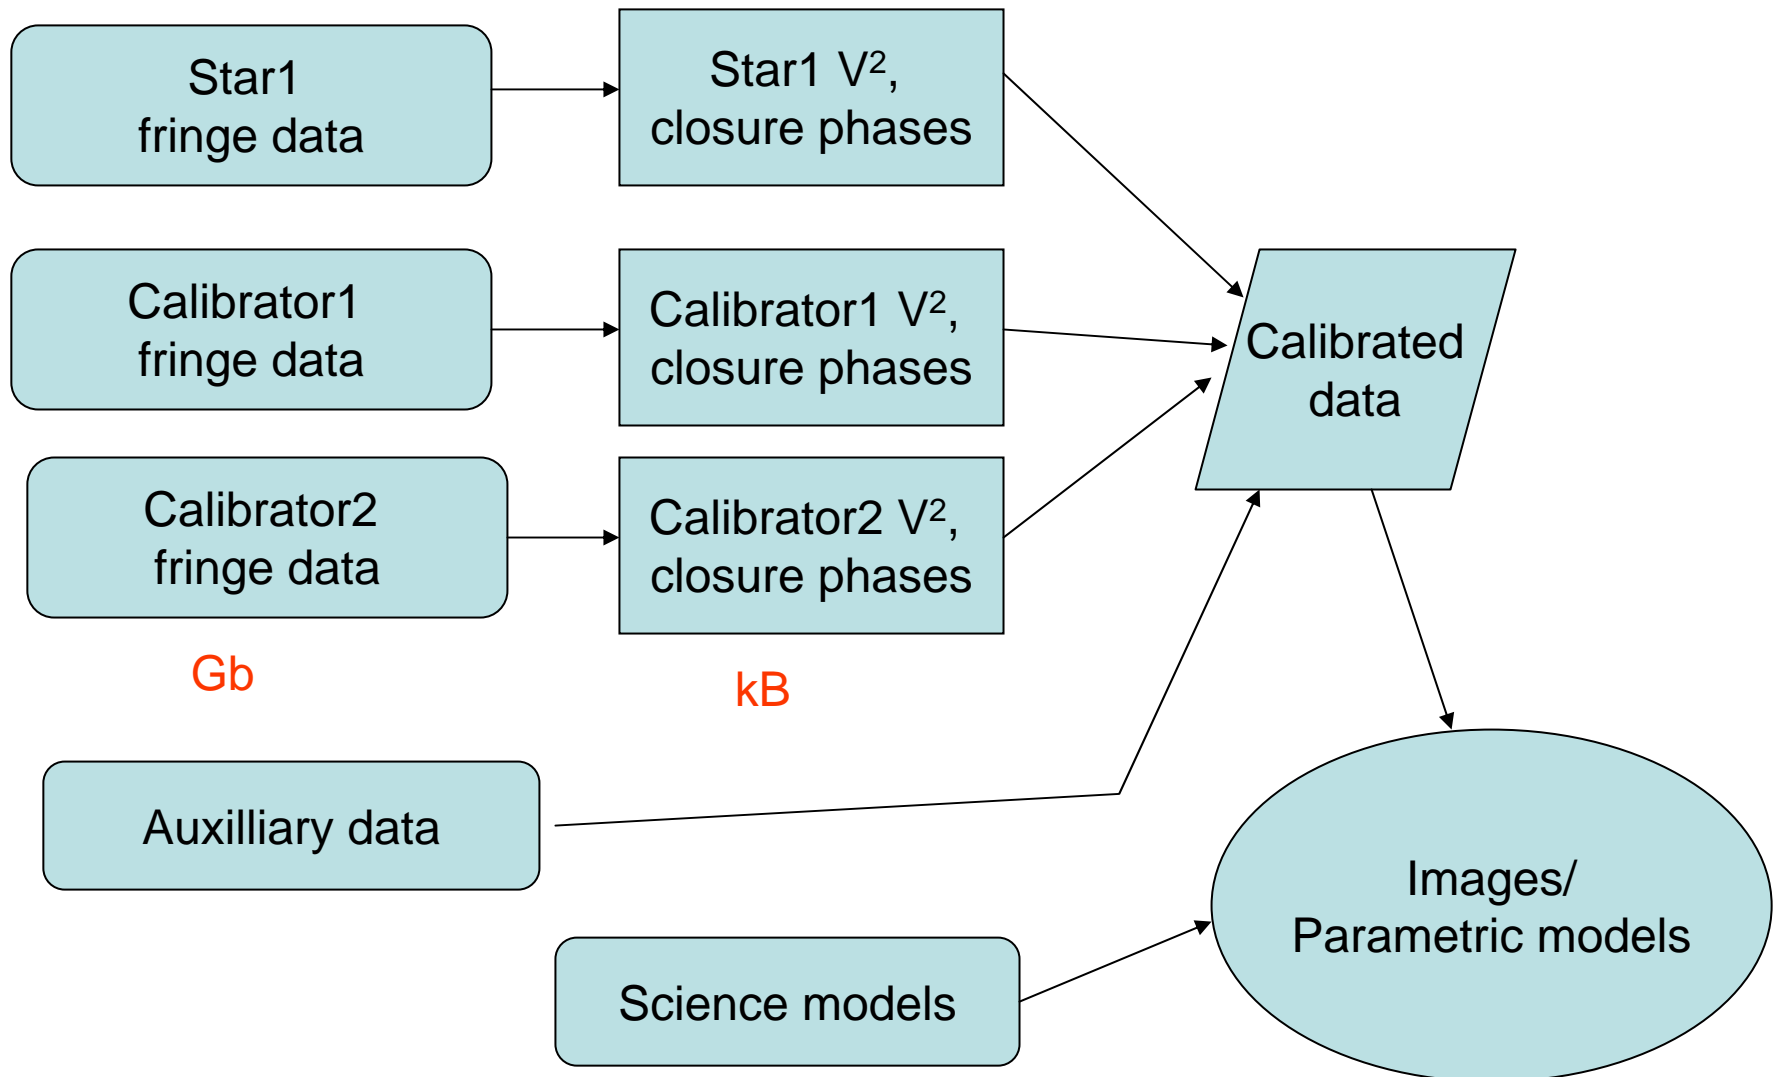 Star1
fringe data
Star1 V²,
closure phases
Calibrator1
fringe data
Calibrator1 V²,
closure phases
Calibrated
data
Calibrator2
fringe data
Calibrator2 V²,
closure phases
Gb
kB
Auxilliary data
Images/
Parametric models
Science models